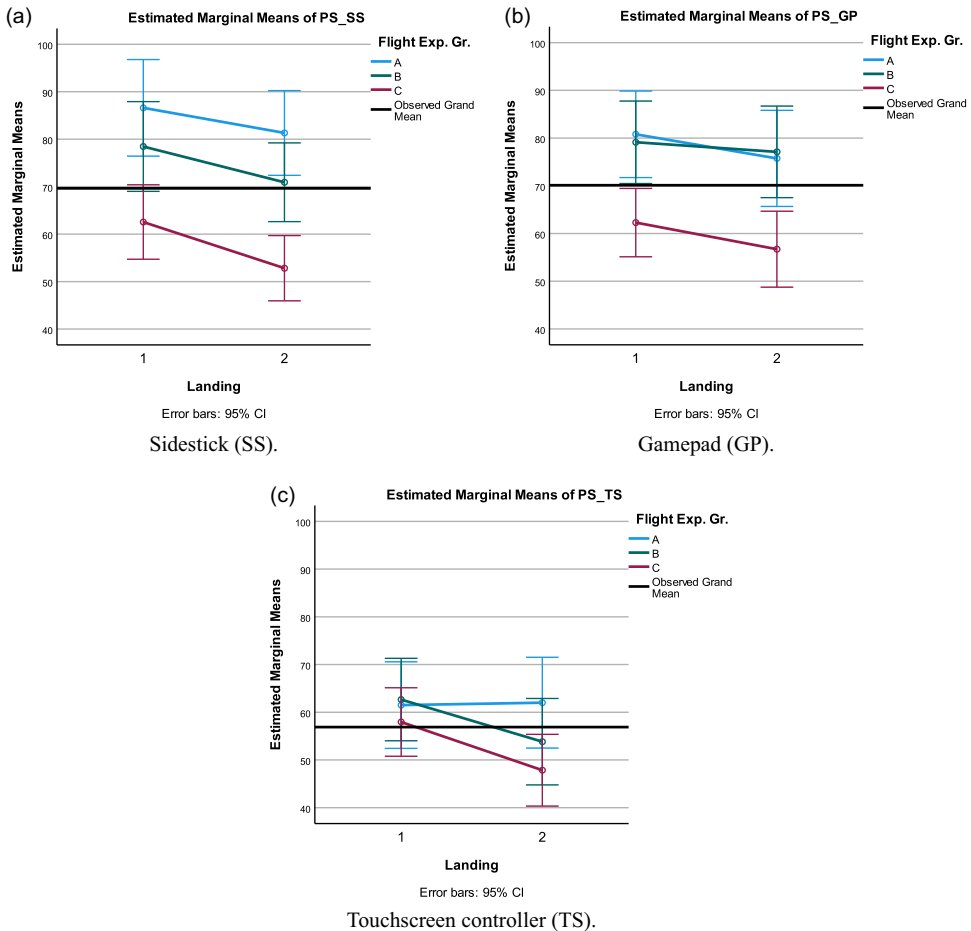 (a)
Estimated Marginal Means of PS_SS
Flight Exp. Gr.
A
B
C
Observed Grand
Mean
Estimated Marginal Means
100
90
80
70
60
50
40
1
2
Landing
Error bars: 95% CI
Sidestick (SS).
(b)
Estimated Marginal Means of PS_GP
Flight Exp. Gr.
A
B
C
Observed Grand
Mean
Estimated Marginal Means
100
90
80
70
60
50
40
1
2
Landing
Error bars: 95% CI
Gamepad (GP).
(c)
Estimated Marginal Means of PS_TS
Flight Exp. Gr.
A
B
C
Observed Grand
Mean
Estimated Marginal Means
100
90
80
70
60
50
40
1
2
Landing
Error bars: 95% CI
Touchscreen controller (TS).